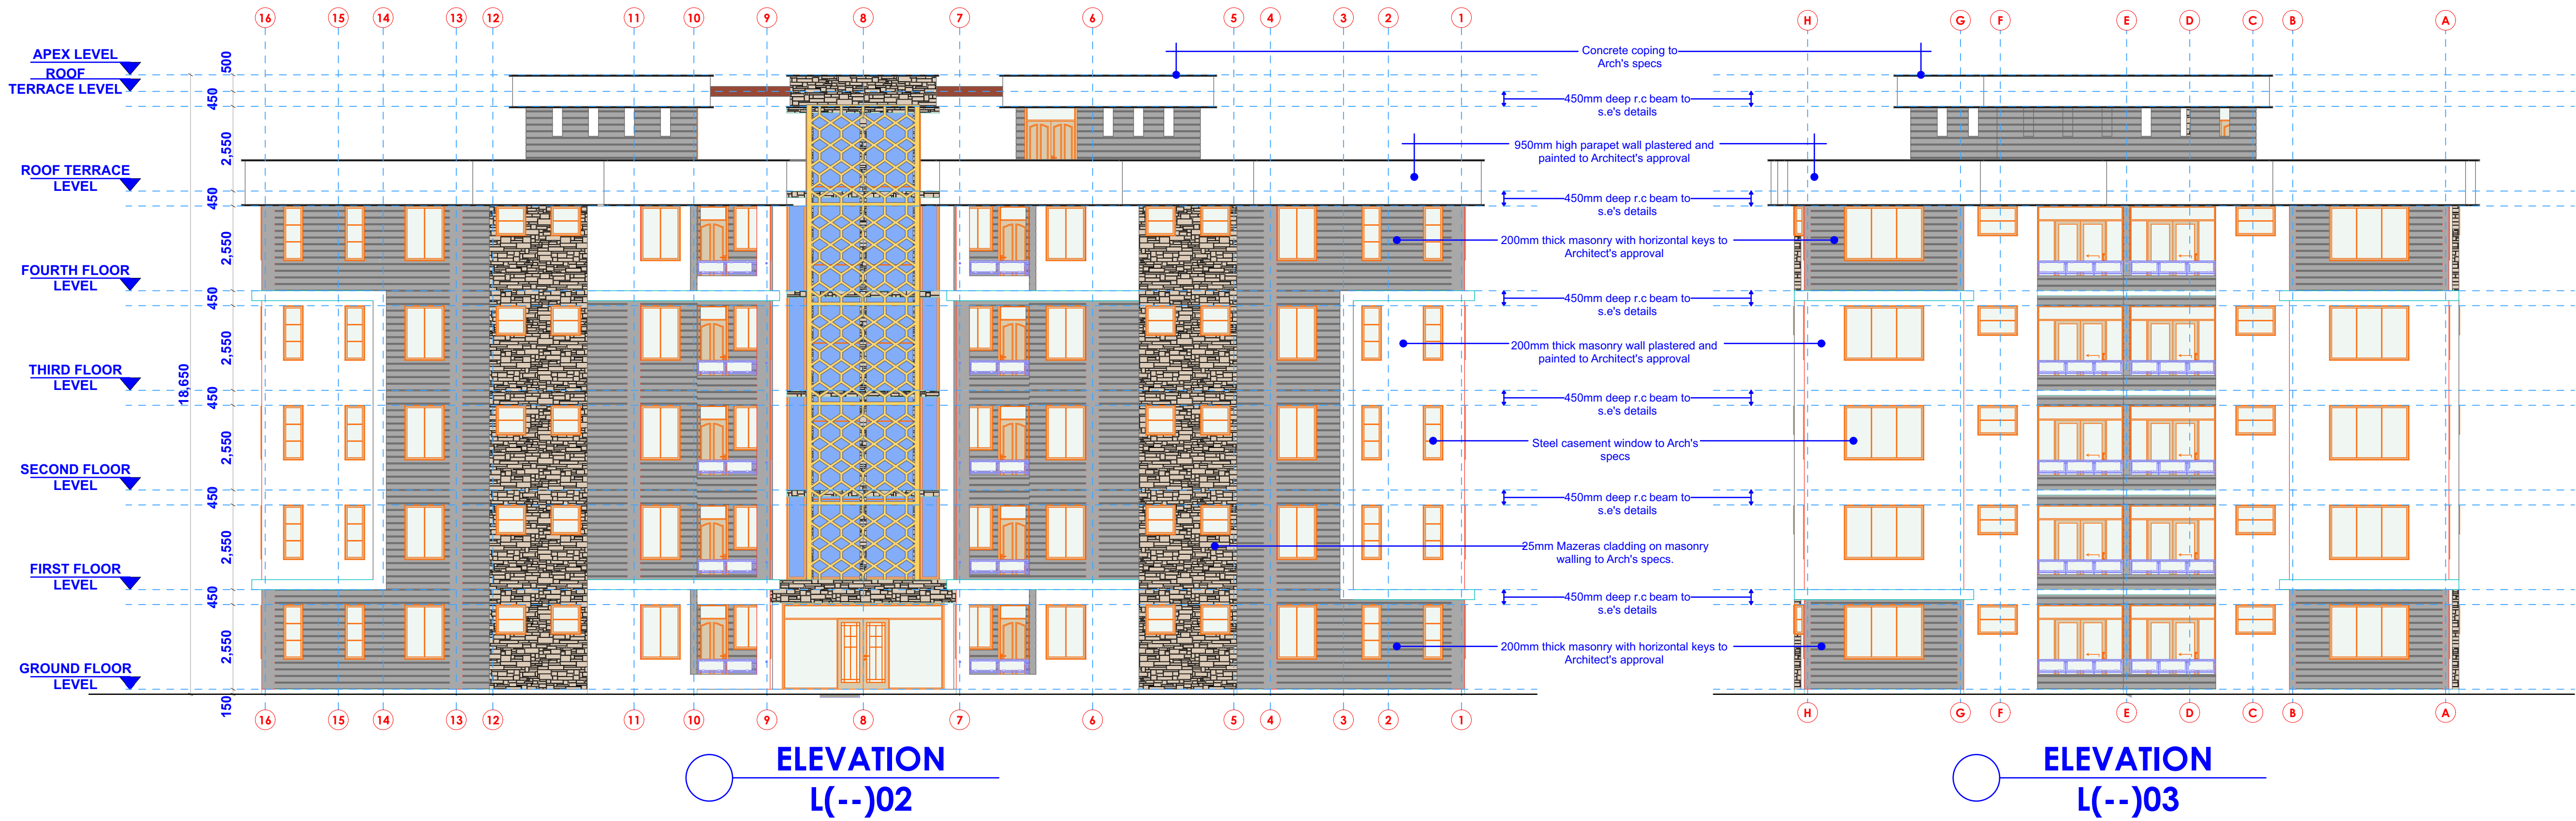 16 15 14 13 12 11 10 9 8 7 6 5 4 3 2 1
H G F E D C B A
APEX LEVEL
ROOF
TERRACE LEVEL
ROOF TERRACE
LEVEL
FOURTH FLOOR
LEVEL
THIRD FLOOR
LEVEL
SECOND FLOOR
LEVEL
FIRST FLOOR
LEVEL
GROUND FLOOR
LEVEL
18,650
500
450
2,550
450
2,550
450
2,550
450
2,550
450
2,550
450
2,550
150
Concrete coping to
Arch's specs
450mm deep r.c beam to
s.e's details
950mm high parapet wall plastered and
painted to Architect's approval
450mm deep r.c beam to
s.e's details
200mm thick masonry with horizontal keys to
Architect's approval
450mm deep r.c beam to
s.e's details
200mm thick masonry wall plastered and
painted to Architect's approval
450mm deep r.c beam to
s.e's details
Steel casement window to Arch's
specs
450mm deep r.c beam to
s.e's details
25mm Mazeras cladding on masonry
walling to Arch's specs.
450mm deep r.c beam to
s.e's details
200mm thick masonry with horizontal keys to
Architect's approval
16 15 14 13 12 11 10 9 8 7 6 5 4 3 2 1
H G F E D C B A
ELEVATION
L(--)02
ELEVATION
L(--)03